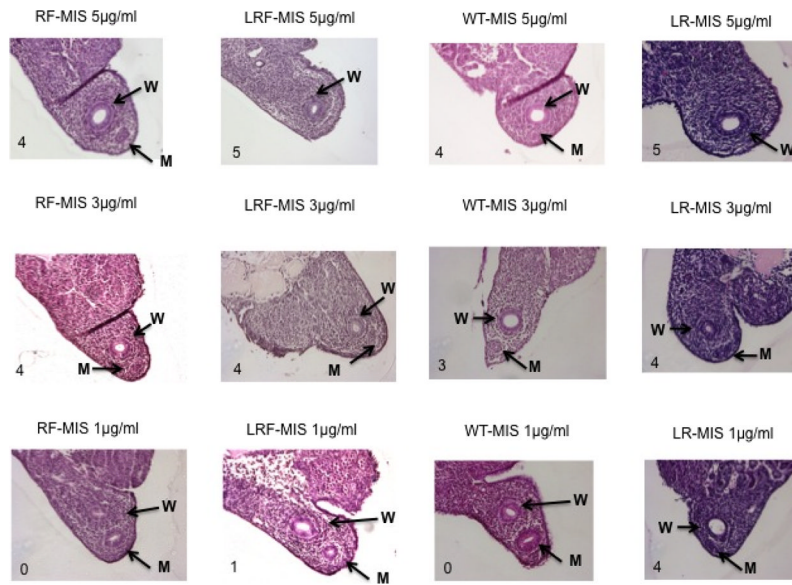 RF-MIS 5µg/ml LRF-MIS 5µg/ml WT-MIS 5µg/ml LR-MIS 5µg/ml
W W W W
M M
4 5 4 5
RF-MIS 3µg/ml LRF-MIS 3µg/ml WT-MIS 3µg/ml LR-MIS 3µg/ml
W W W W
M M M M
4 4 3 4
RF-MIS 1µg/ml LRF-MIS 1µg/ml WT-MIS 1µg/ml LR-MIS 1µg/ml
W W W W
M M M M
0 1 0 4